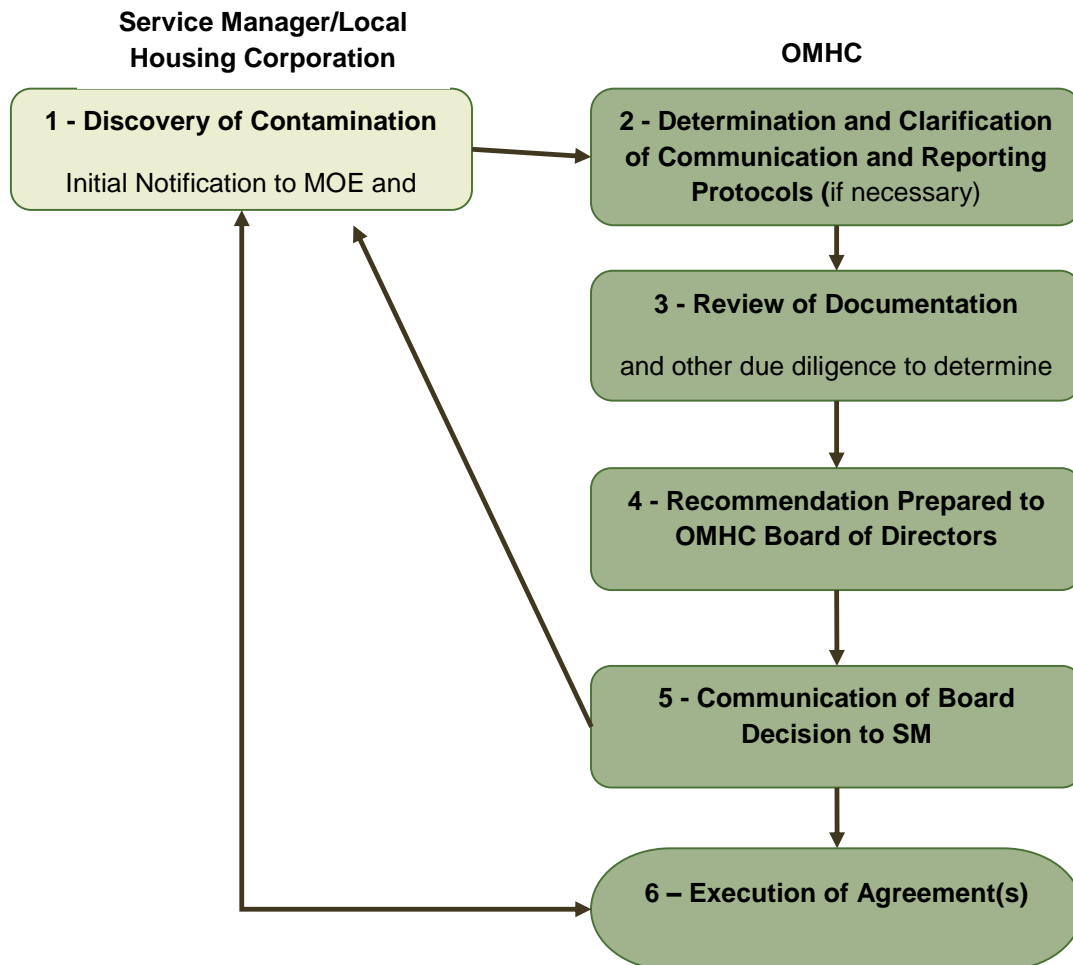 Service Manager/Local
Housing Corporation
OMHC
1 - Discovery of Contamination
Initial Notification to MOE and
2 - Determination and Clarification
of Communication and Reporting
Protocols (if necessary)
3 - Review of Documentation
and other due diligence to determine
4 - Recommendation Prepared to
OMHC Board of Directors
5 - Communication of Board
Decision to SM
6 – Execution of Agreement(s)